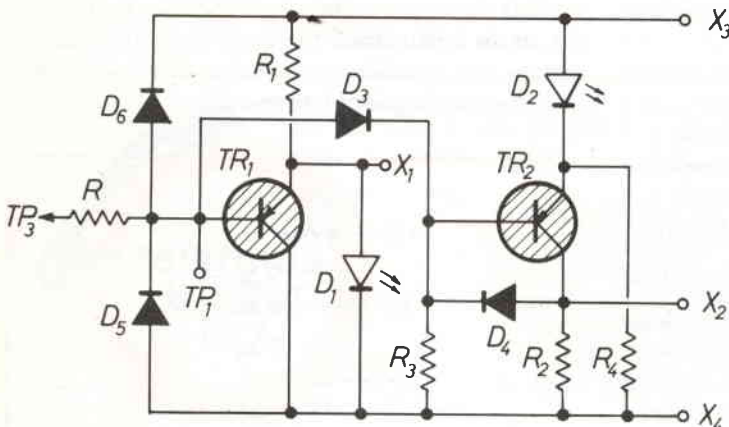 X₃
R₁
D₂
D₆
D₃
TR₁
TR₂
X₁
R
TP₃
TP₁
D₁
D₅
D₄
X₂
R₃
R₂
R₄
X₄